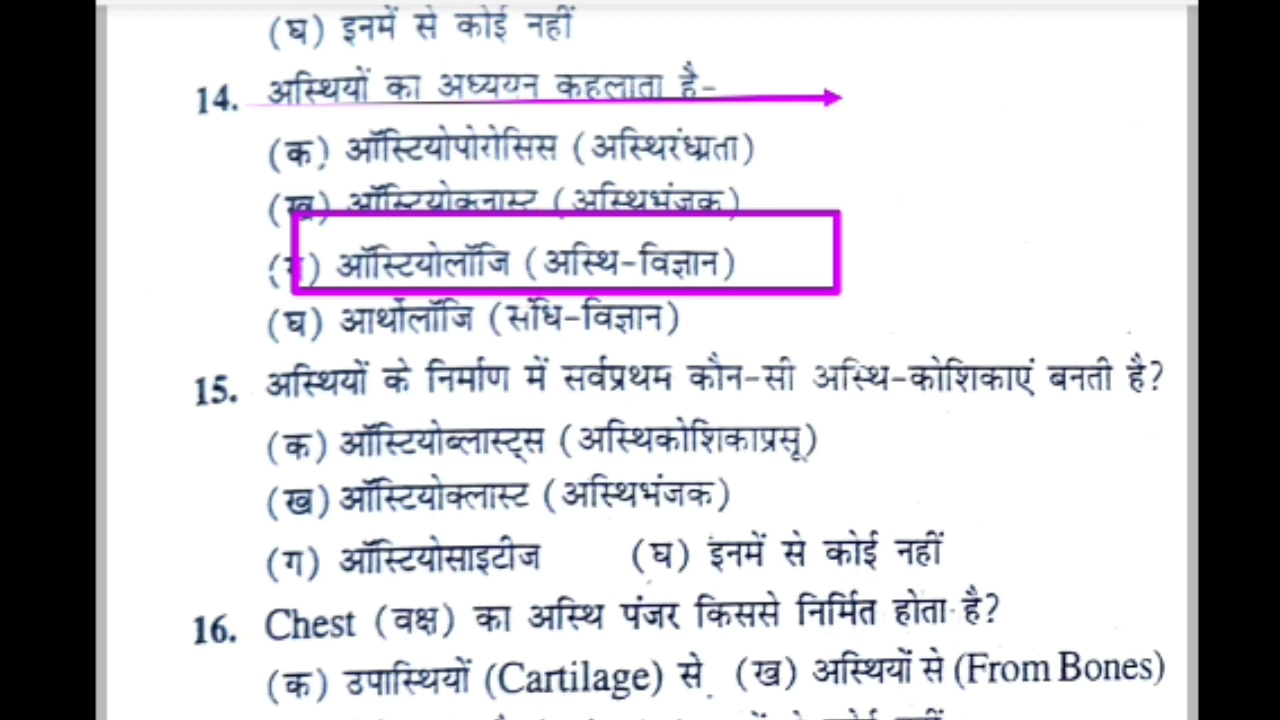 (घ) इनमें से कोई नहीं
14. अस्थियों का अध्ययन कहलाता है-
(क) ऑस्टियोपोरोसिस (अस्थिरंध्रता)
(ख) ऑस्टियोक्लास्ट (अस्थिभंजक)
(ग) ऑस्टियोलॉजि (अस्थि-विज्ञान)
(घ) आर्थोलॉजि (संधि-विज्ञान)
15. अस्थियों के निर्माण में सर्वप्रथम कौन-सी अस्थि-कोशिकाएं बनती है?
(क) ऑस्टियोब्लास्ट्स (अस्थिकोशिकाप्रसू)
(ख) ऑस्टियोक्लास्ट (अस्थिभंजक)
(ग) ऑस्टियोसाइटीज (घ) इनमें से कोई नहीं
16. Chest (वक्ष) का अस्थि पंजर किससे निर्मित होता है?
(क) उपास्थियों (Cartilage) से (ख) अस्थियों से (From Bones)